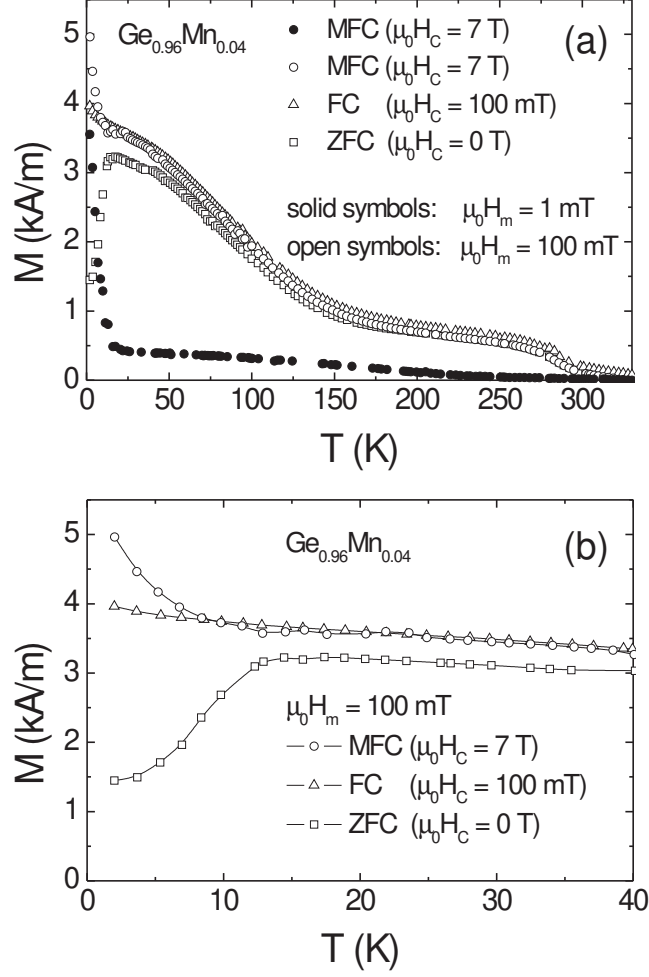 Ge0.96Mn0.04
(a)
● MFC (μ0HC = 7 T)
○ MFC (μ0HC = 7 T)
△ FC (μ0HC = 100 mT)
□ ZFC (μ0HC = 0 T)
solid symbols: μ0Hm = 1 mT
open symbols: μ0Hm = 100 mT
M (kA/m)
5
4
3
2
1
0
0 50 100 150 200 250 300
T (K)
Ge0.96Mn0.04
(b)
μ0Hm = 100 mT
—○— MFC (μ0HC = 7 T)
—△— FC (μ0HC = 100 mT)
—□— ZFC (μ0HC = 0 T)
M (kA/m)
5
4
3
2
1
0
0 10 20 30 40
T (K)